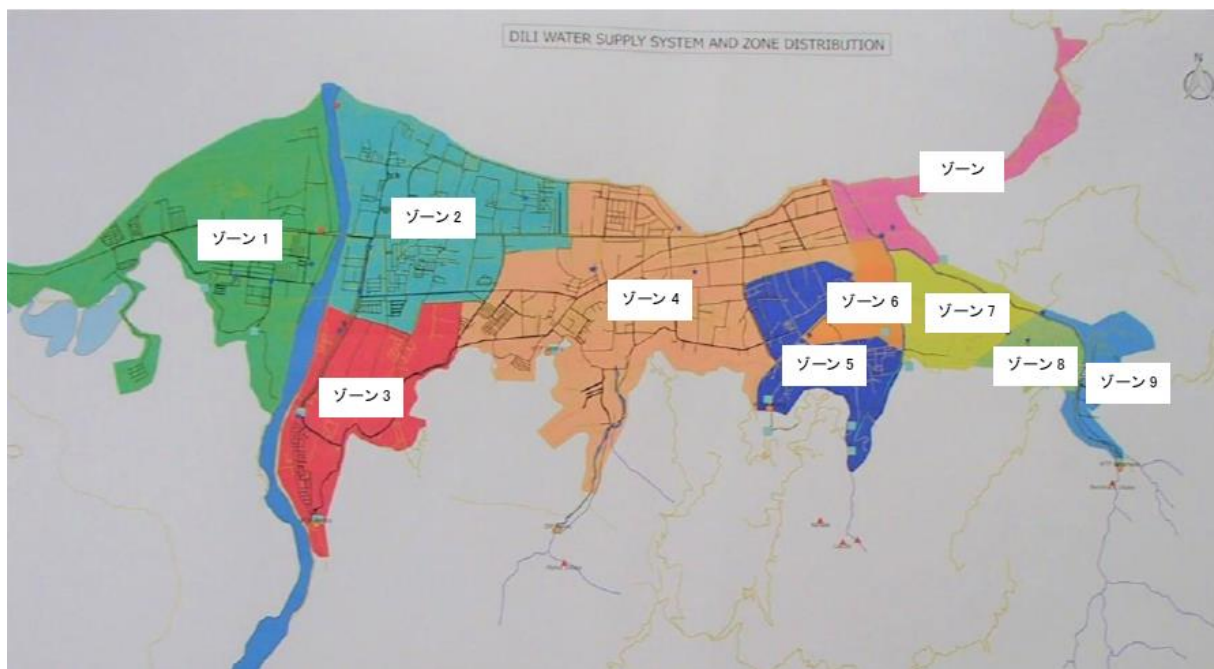 DILI WATER SUPPLY SYSTEM AND ZONE DISTRIBUTION
N
ゾーン
ゾーン 2
ゾーン 1
ゾーン 4
ゾーン 6
ゾーン 7
ゾーン 5
ゾーン 8
ゾーン 9
ゾーン 3